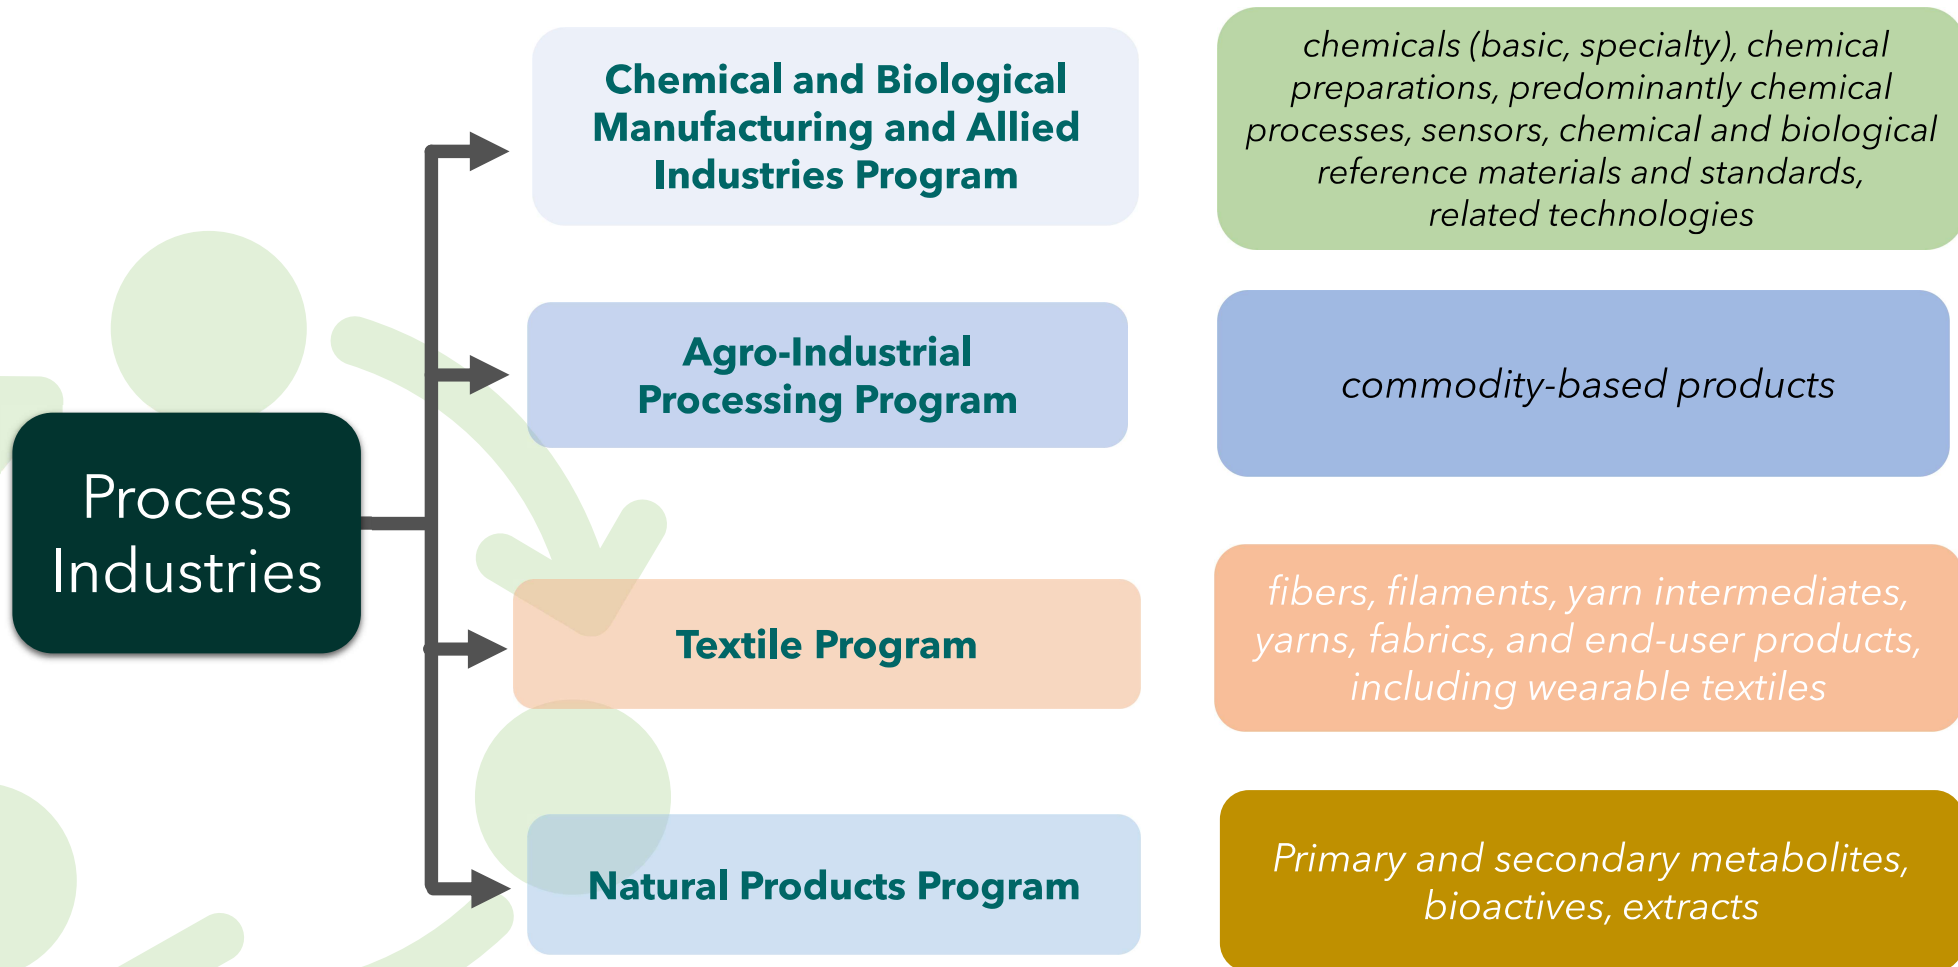 Process
Industries
Chemical and Biological
Manufacturing and Allied
Industries Program
chemicals (basic, specialty), chemical
preparations, predominantly chemical
processes, sensors, chemical and biological
reference materials and standards,
related technologies
Agro-Industrial
Processing Program
commodity-based products
Textile Program
fibers, filaments, yarn intermediates,
yarns, fabrics, and end-user products,
including wearable textiles
Natural Products Program
Primary and secondary metabolites,
bioactives, extracts